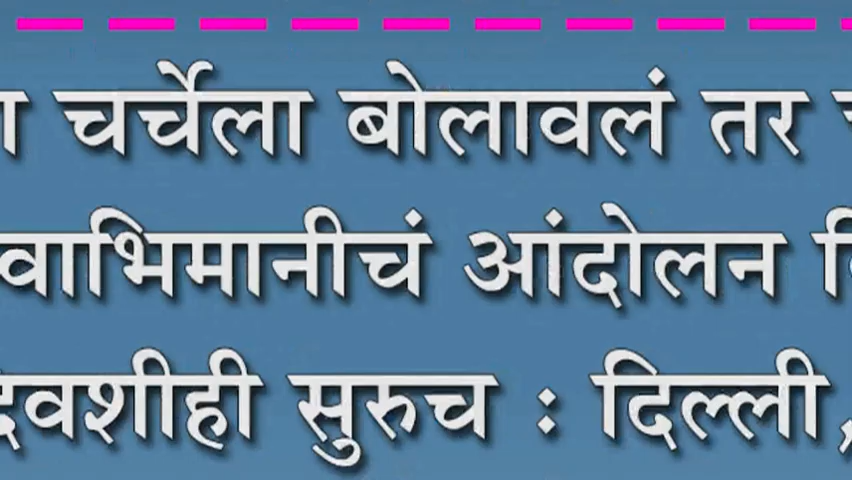 चर्चेला बोलावलं तर
वाभिमानीचं आंदोलन
दिवशीही सुरुच : दिल्ली,